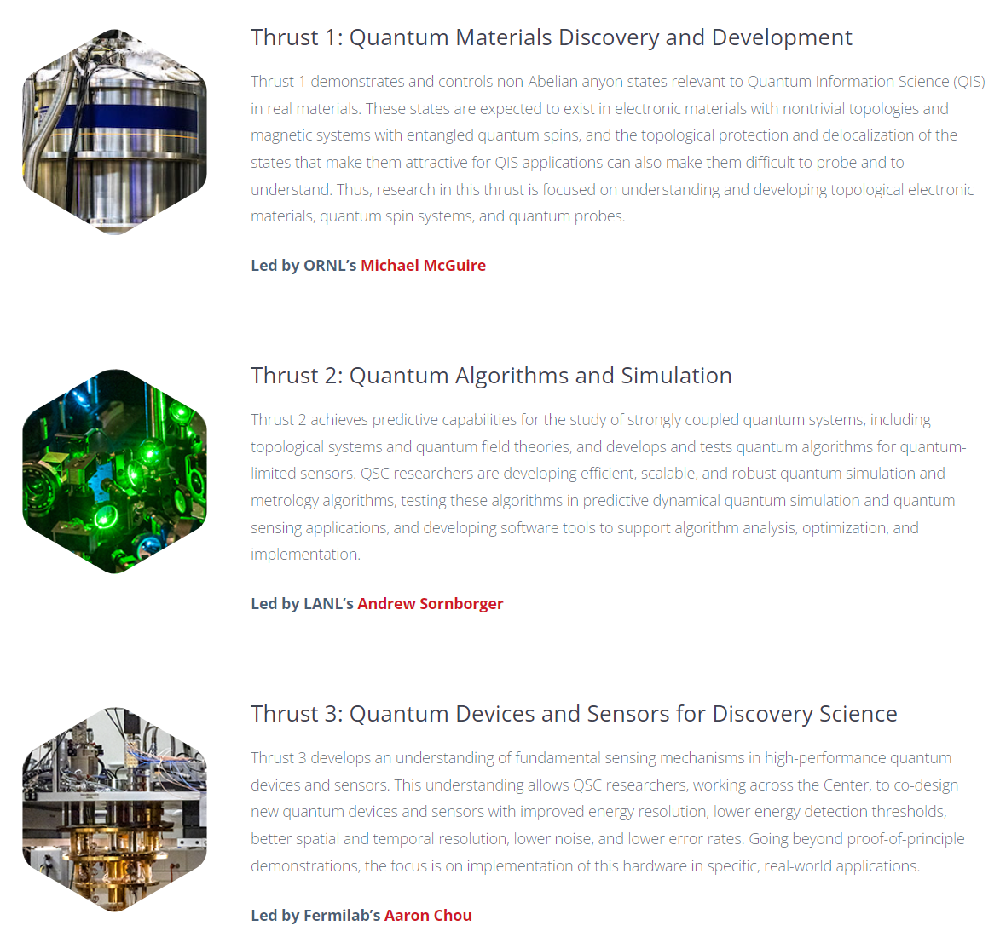 Thrust 1: Quantum Materials Discovery and Development
Thrust 1 demonstrates and controls non-Abelian anyon states relevant to Quantum Information Science (QIS)
in real materials. These states are expected to exist in electronic materials with nontrivial topologies and
magnetic systems with entangled quantum spins, and the topological protection and delocalization of the
states that make them attractive for QIS applications can also make them difficult to probe and to
understand. Thus, research in this thrust is focused on understanding and developing topological electronic
materials, quantum spin systems, and quantum probes.
Led by ORNL’s Michael McGuire
Thrust 2: Quantum Algorithms and Simulation
Thrust 2 achieves predictive capabilities for the study of strongly coupled quantum systems, including
topological systems and quantum field theories, and develops and tests quantum algorithms for quantum-
limited sensors. QSC researchers are developing efficient, scalable, and robust quantum simulation and
metrology algorithms, testing these algorithms in predictive dynamical quantum simulation and quantum
sensing applications, and developing software tools to support algorithm analysis, optimization, and
implementation.
Led by LANL’s Andrew Sornborger
Thrust 3: Quantum Devices and Sensors for Discovery Science
Thrust 3 develops an understanding of fundamental sensing mechanisms in high-performance quantum
devices and sensors. This understanding allows QSC researchers, working across the Center, to co-design
new quantum devices and sensors with improved energy resolution, lower energy detection thresholds,
better spatial and temporal resolution, lower noise, and lower error rates. Going beyond proof-of-principle
demonstrations, the focus is on implementation of this hardware in specific, real-world applications.
Led by Fermilab’s Aaron Chou